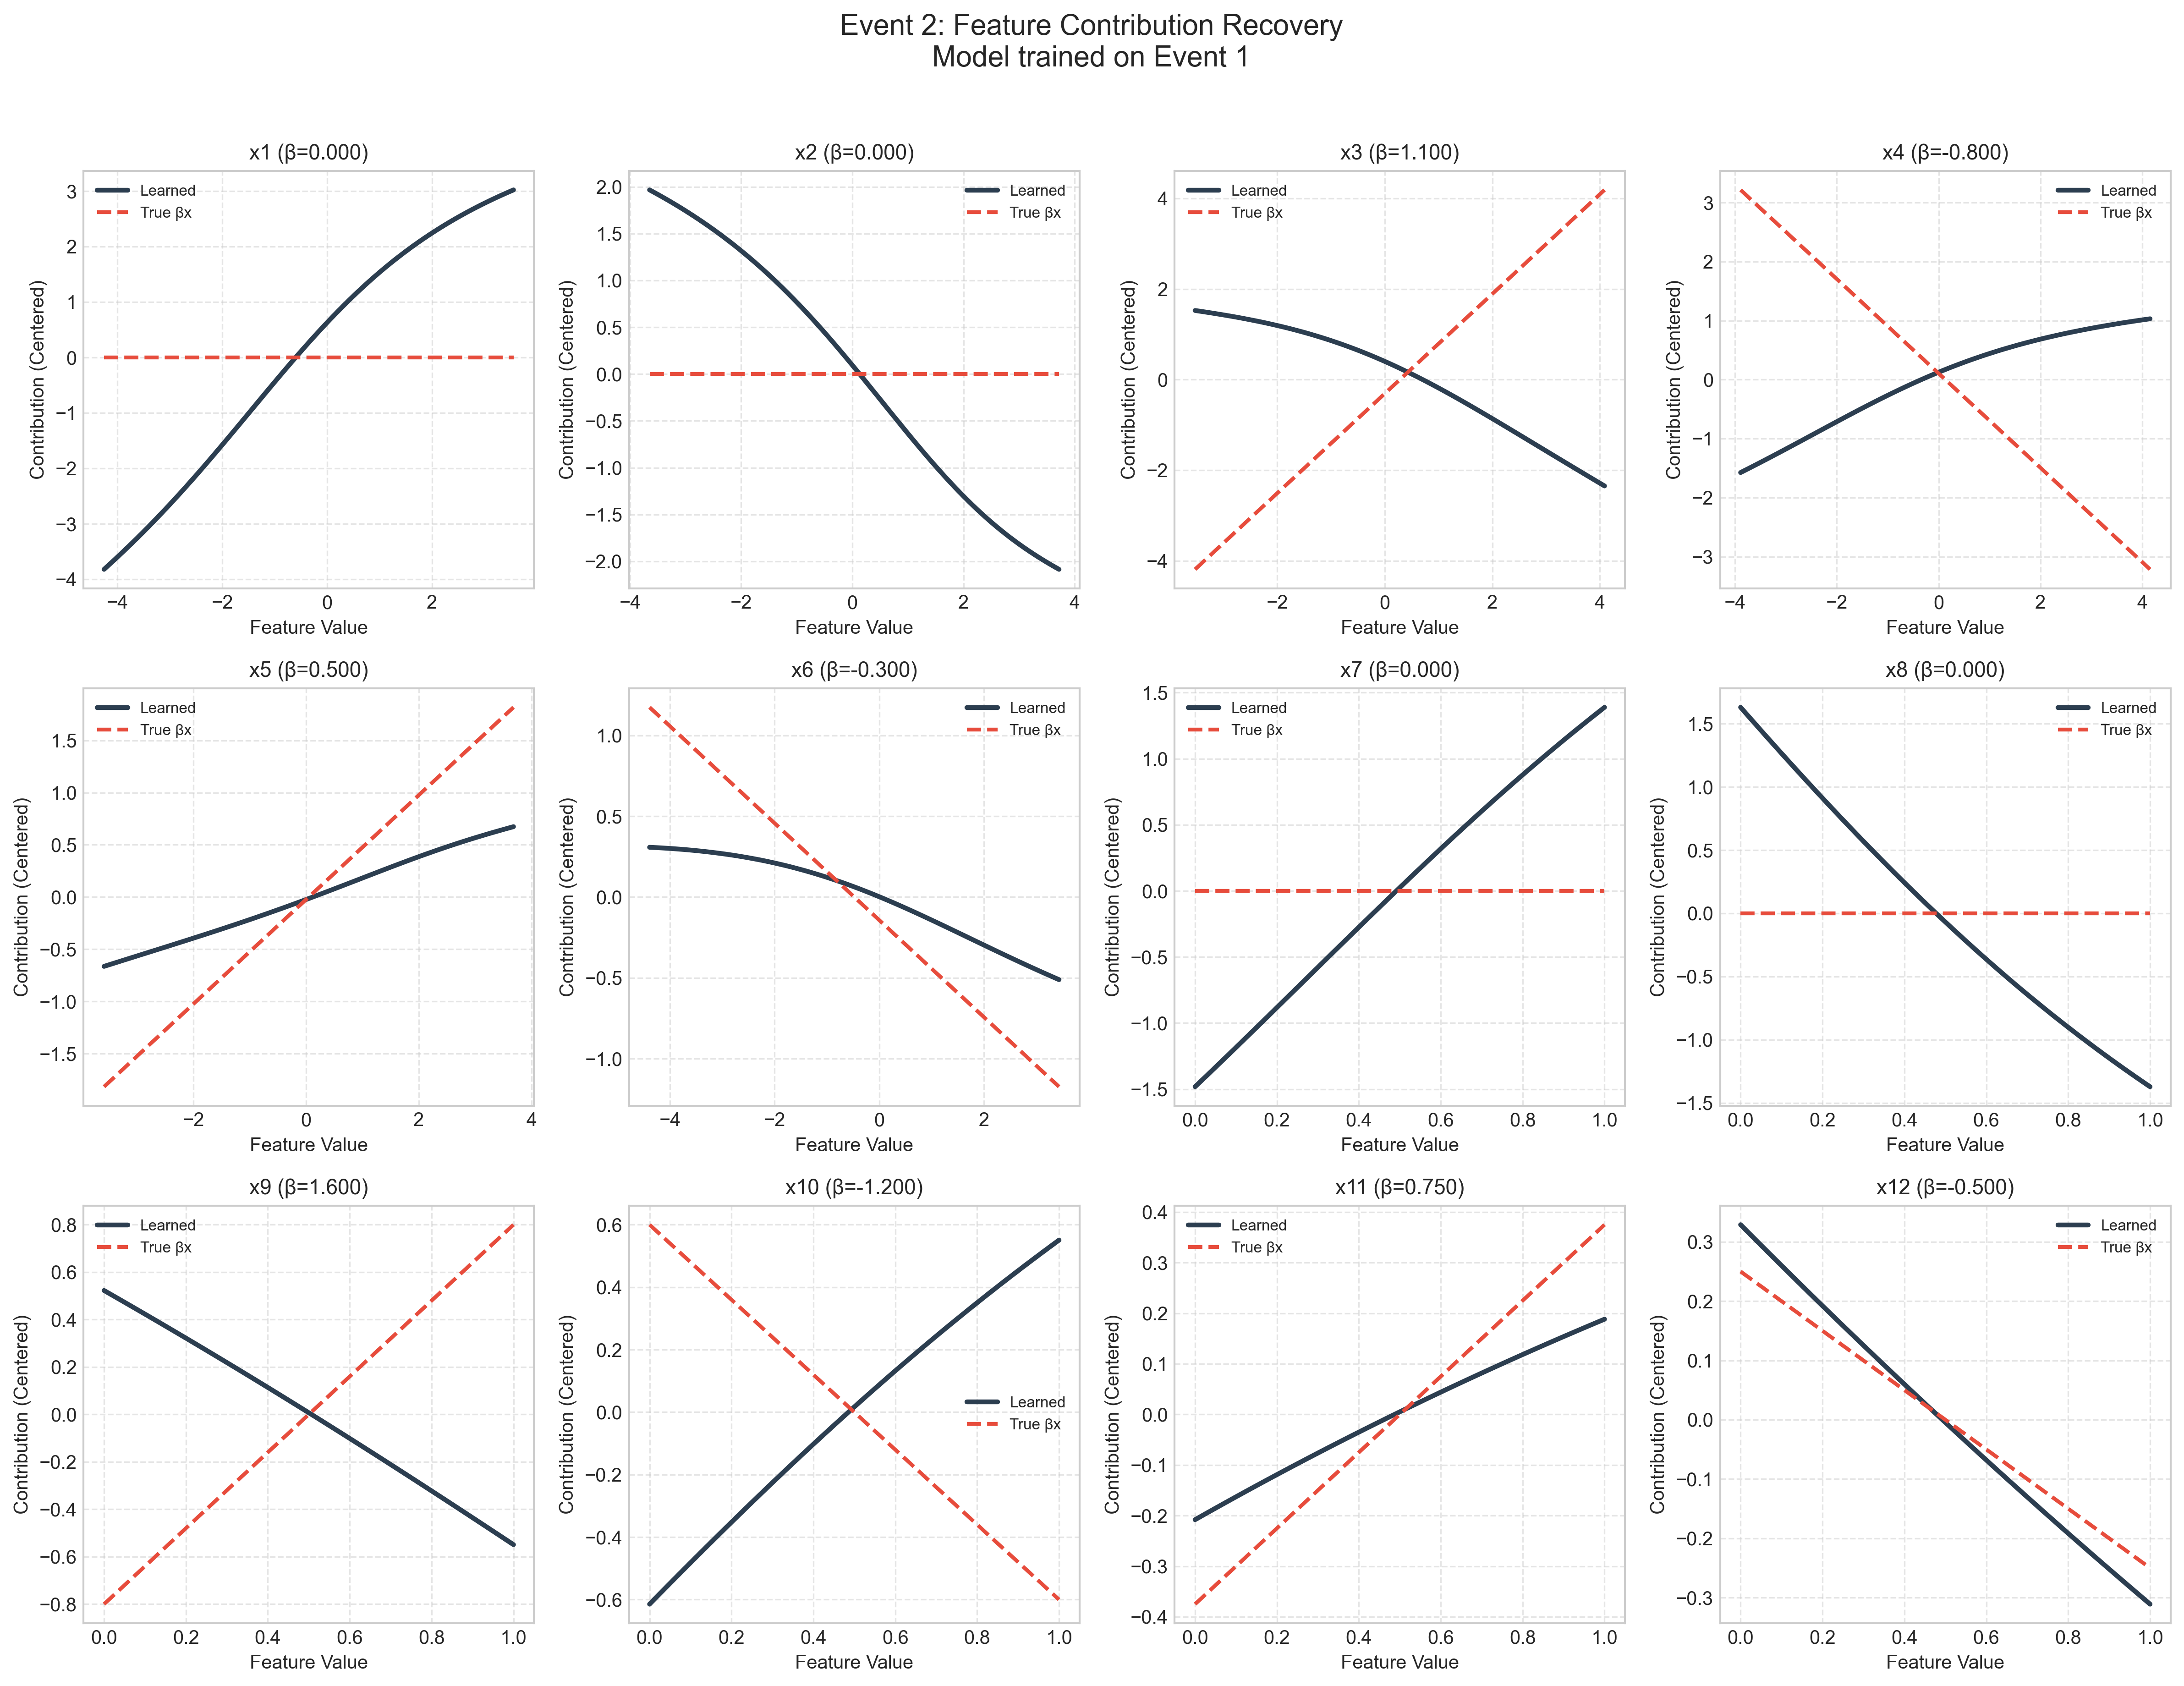 Event 2: Feature Contribution Recovery
Model trained on Event 1
x1 (β=0.000)
Learned
True βx
Contribution (Centered)
3
2
1
0
−1
−2
−3
−4
−4 −2 0 2
Feature Value
x2 (β=0.000)
Learned
True βx
Contribution (Centered)
2.0
1.5
1.0
0.5
0.0
−0.5
−1.0
−1.5
−2.0
−4 −2 0 2 4
Feature Value
x3 (β=1.100)
Learned
True βx
Contribution (Centered)
4
2
0
−2
−4
−2 0 2 4
Feature Value
x4 (β=-0.800)
Learned
True βx
Contribution (Centered)
3
2
1
0
−1
−2
−3
−4 −2 0 2 4
Feature Value
x5 (β=0.500)
Learned
True βx
Contribution (Centered)
1.5
1.0
0.5
0.0
−0.5
−1.0
−1.5
−2 0 2 4
Feature Value
x6 (β=-0.300)
Learned
True βx
Contribution (Centered)
1.0
0.5
0.0
−0.5
−1.0
−4 −2 0 2
Feature Value
x7 (β=0.000)
Learned
True βx
Contribution (Centered)
1.5
1.0
0.5
0.0
−0.5
−1.0
−1.5
0.0 0.2 0.4 0.6 0.8 1.0
Feature Value
x8 (β=0.000)
Learned
True βx
Contribution (Centered)
1.5
1.0
0.5
0.0
−0.5
−1.0
−1.5
0.0 0.2 0.4 0.6 0.8 1.0
Feature Value
x9 (β=1.600)
Learned
True βx
Contribution (Centered)
0.8
0.6
0.4
0.2
0.0
−0.2
−0.4
−0.6
−0.8
0.0 0.2 0.4 0.6 0.8 1.0
Feature Value
x10 (β=-1.200)
Learned
True βx
Contribution (Centered)
0.6
0.4
0.2
0.0
−0.2
−0.4
−0.6
0.0 0.2 0.4 0.6 0.8 1.0
Feature Value
x11 (β=0.750)
Learned
True βx
Contribution (Centered)
0.4
0.3
0.2
0.1
0.0
−0.1
−0.2
−0.3
−0.4
0.0 0.2 0.4 0.6 0.8 1.0
Feature Value
x12 (β=-0.500)
Learned
True βx
Contribution (Centered)
0.3
0.2
0.1
0.0
−0.1
−0.2
−0.3
0.0 0.2 0.4 0.6 0.8 1.0
Feature Value